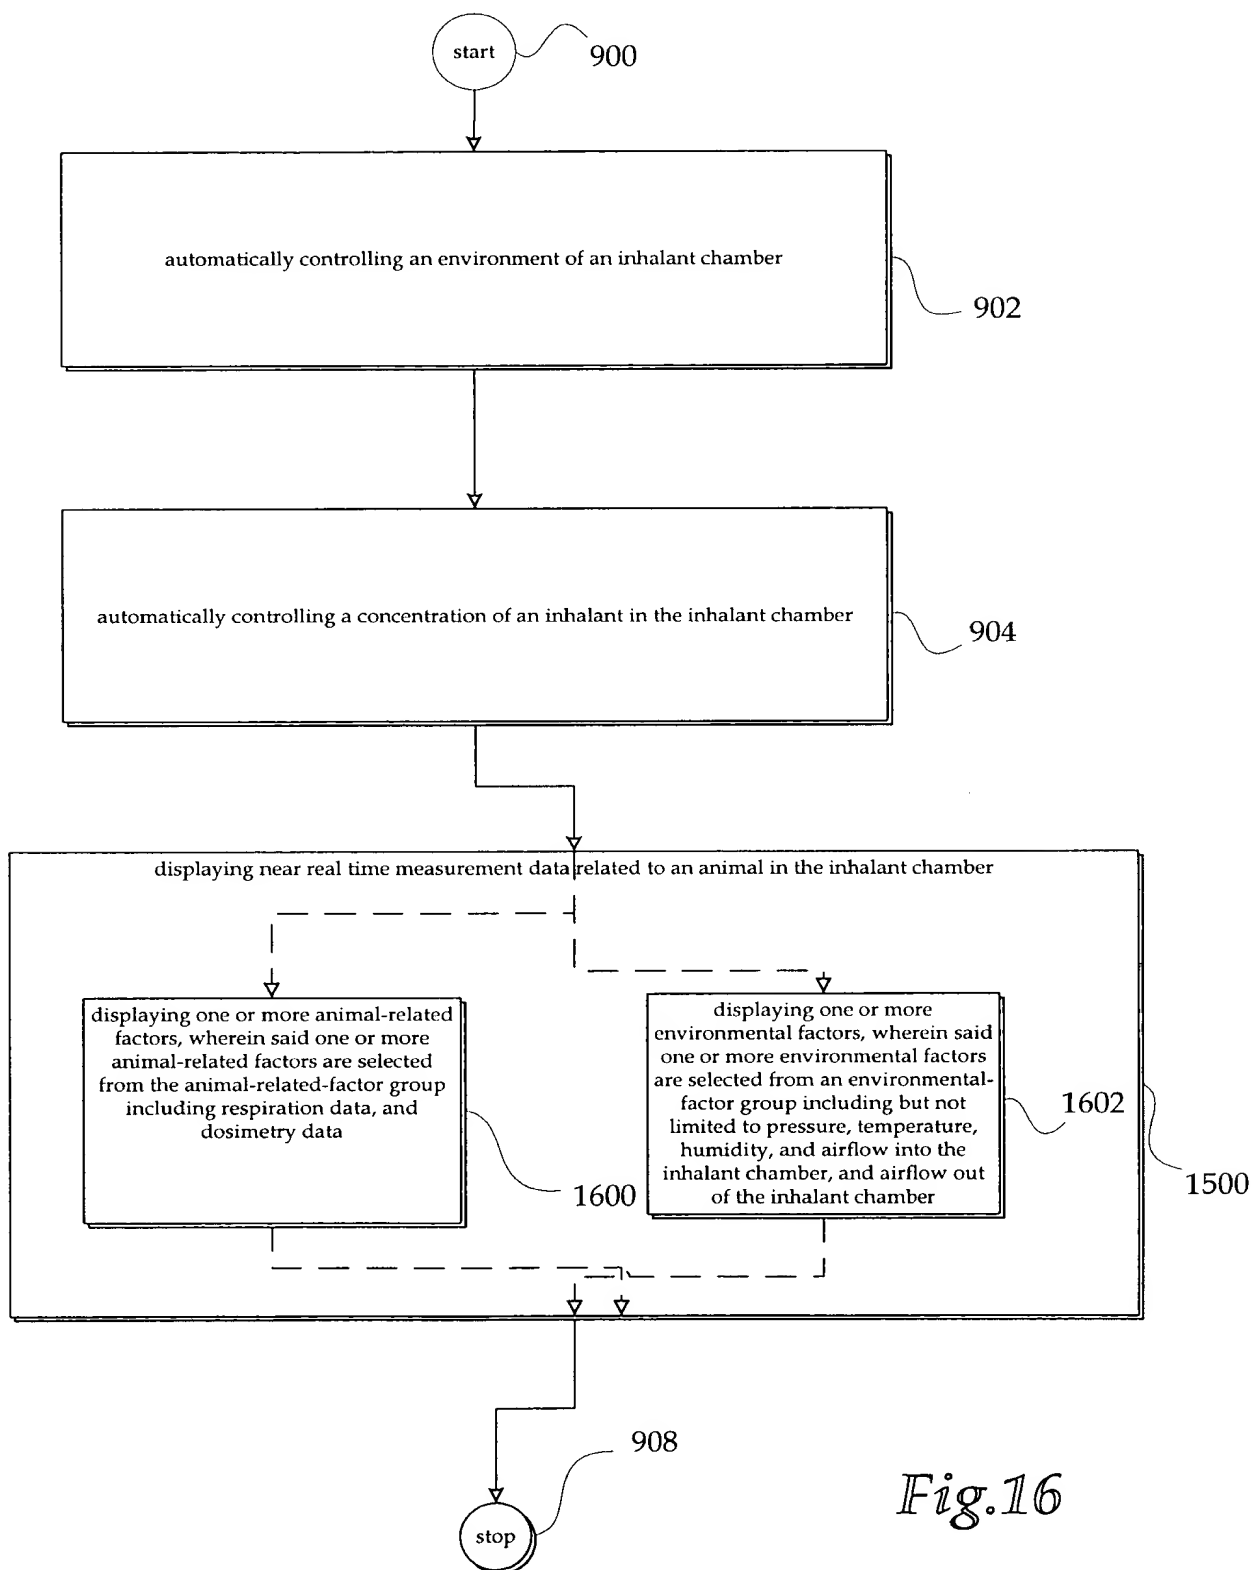 start
900
automatically controlling an environment of an inhalant chamber
902
automatically controlling a concentration of an inhalant in the inhalant chamber
904
displaying near real time measurement data related to an animal in the inhalant chamber
displaying one or more animal-related
factors, wherein said one or more
animal-related factors are selected
from the animal-related-factor group
including respiration data, and
dosimetry data
1600
displaying one or more
environmental factors, wherein said
one or more environmental factors
are selected from an environmental-
factor group including but not
limited to pressure, temperature,
humidity, and airflow into the
inhalant chamber, and airflow out
of the inhalant chamber
1602
1500
908
stop
Fig.16